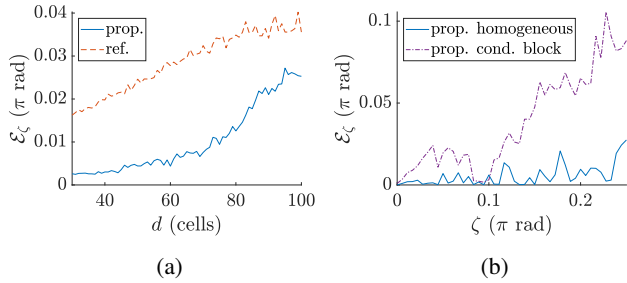 0.04
0.03
0.02
0.01
0
40
60
80
100
ℰζ (π rad)
d (cells)
prop.
ref.
(a)
0.1
0.05
0
0
0.1
0.2
ℰζ (π rad)
ζ (π rad)
prop. homogeneous
prop. cond. block
(b)